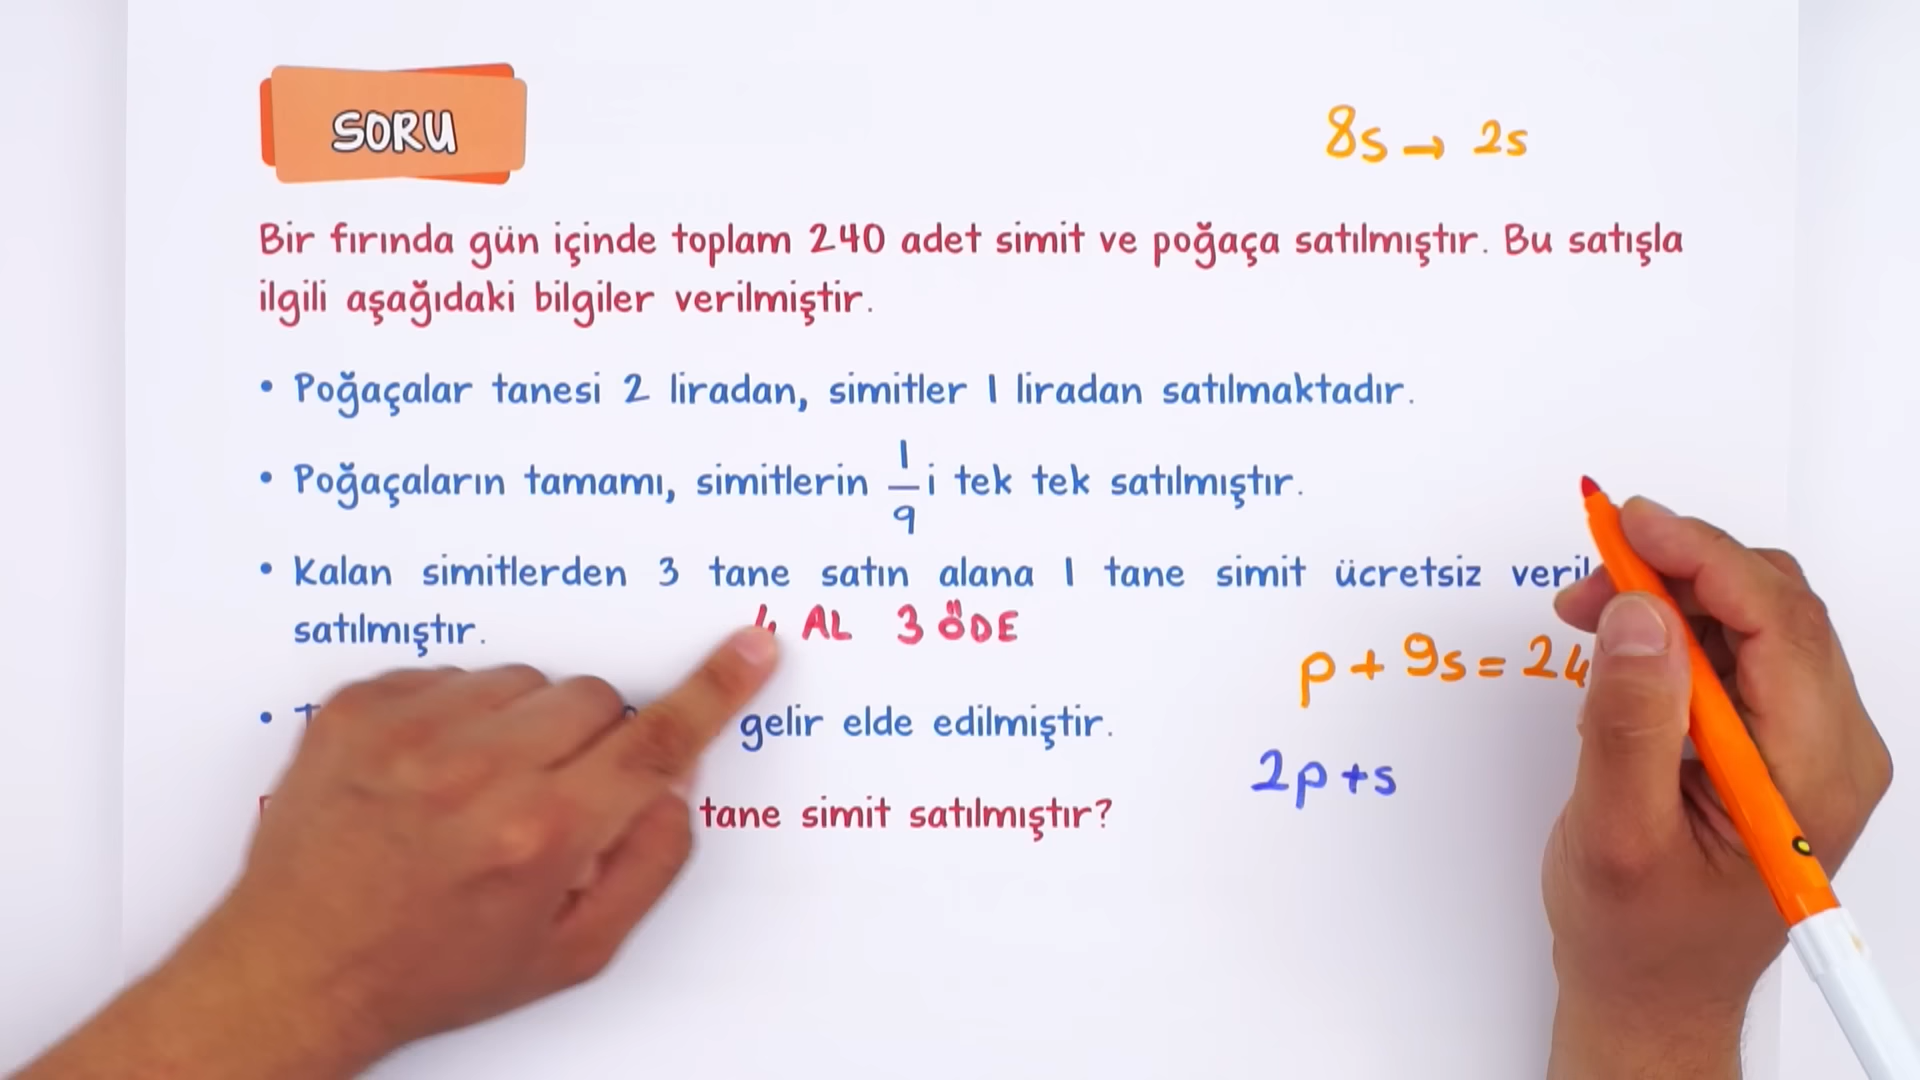 SORU
8s → 2s
Bir fırında gün içinde toplam 240 adet simit ve poğaça satılmıştır. Bu satışla
ilgili aşağıdaki bilgiler verilmiştir.
• Poğaçalar tanesi 2 liradan, simitler 1 liradan satılmaktadır.
• Poğaçaların tamamı, simitlerin 1/9 i tek tek satılmıştır.
• Kalan simitlerden 3 tane satın alana 1 tane simit ücretsiz
satılmıştır.
4 AL 3 ÖDE
p + 9s = 24
• gelir elde edilmiştir.
2p + s
tane simit satılmıştır?